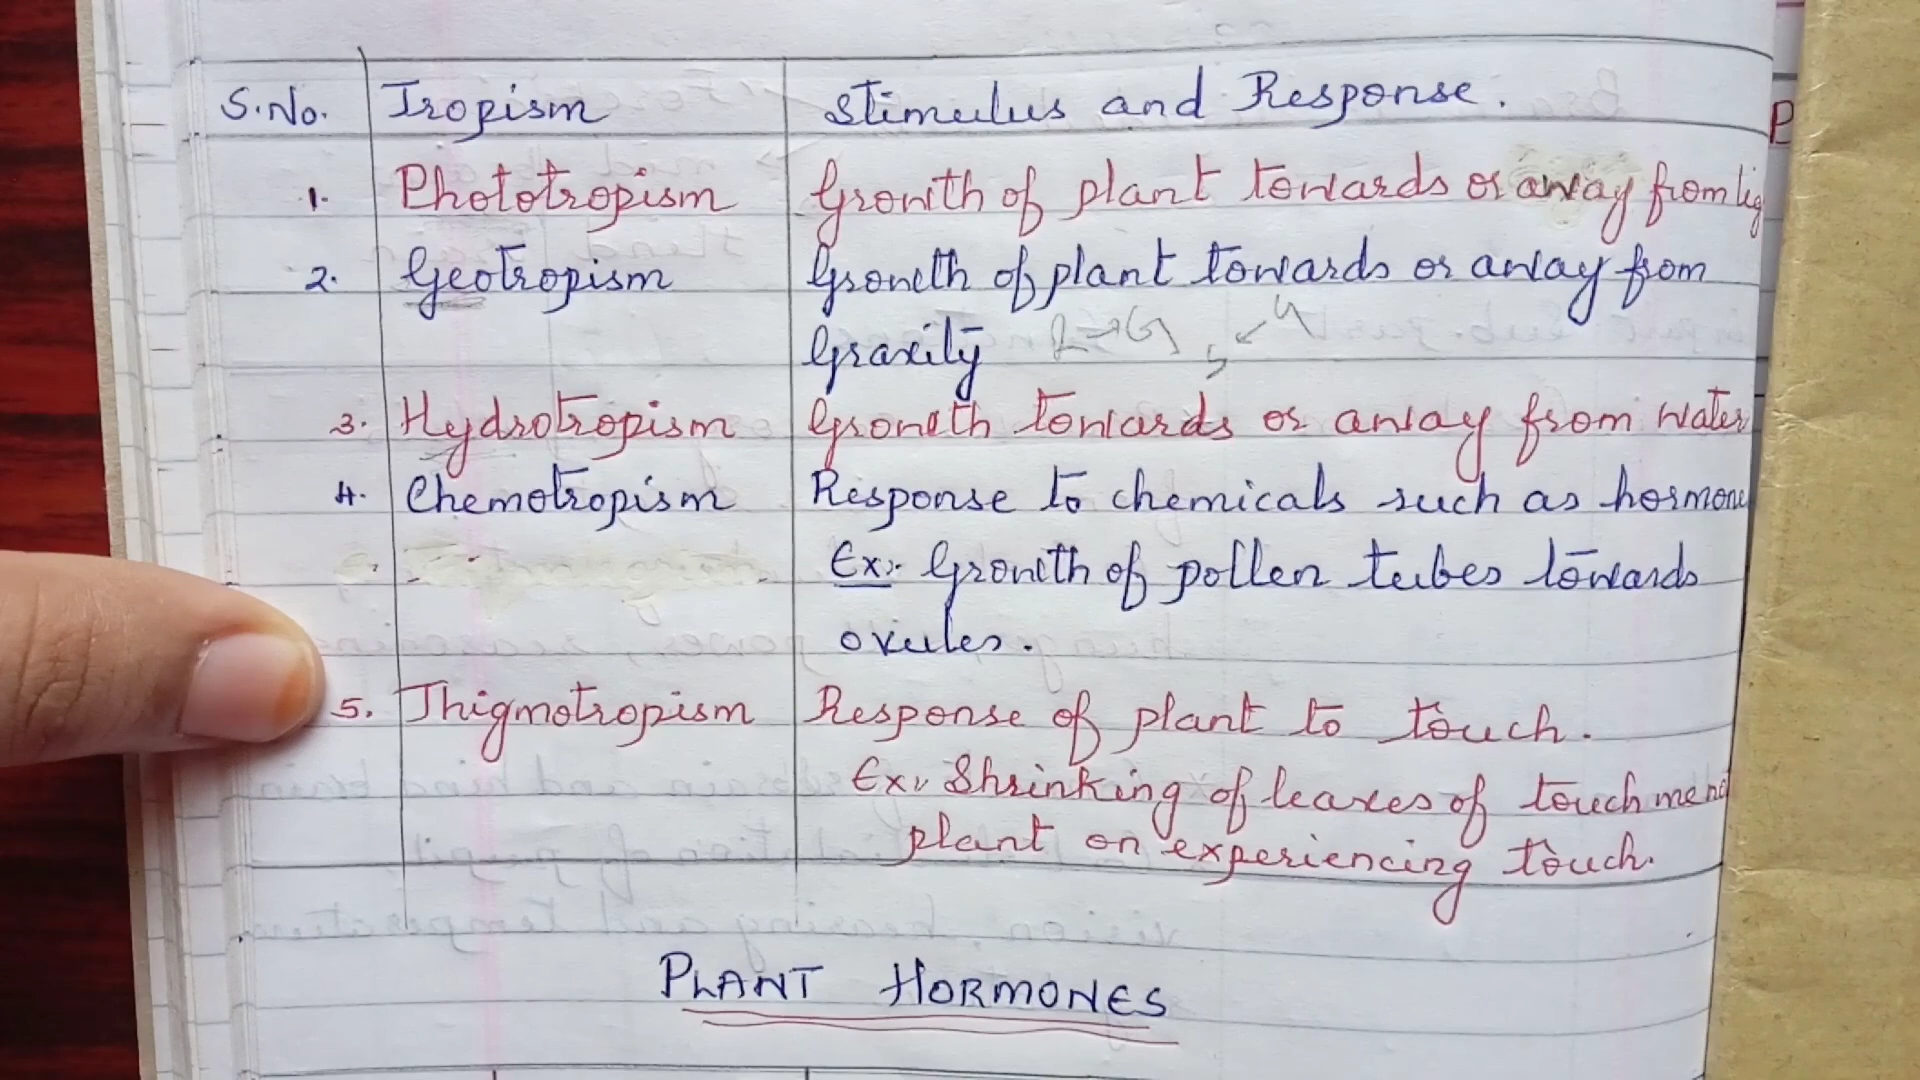 S.No. Tropism Stimulus and Response.
1. Phototropism Growth of plant towards or away from lig
2. Geotropism Growth of plant towards or away from
Gravity
3. Hydrotropism Growth towards or away from water
4. Chemotropism Response to chemicals such as hormone
Ex:- Growth of pollen tubes towards
ovules.
5. Thigmotropism Response of plant to touch.
Ex:- Shrinking of leaves of touch me not
plant on experiencing touch.
PLANT HORMONES